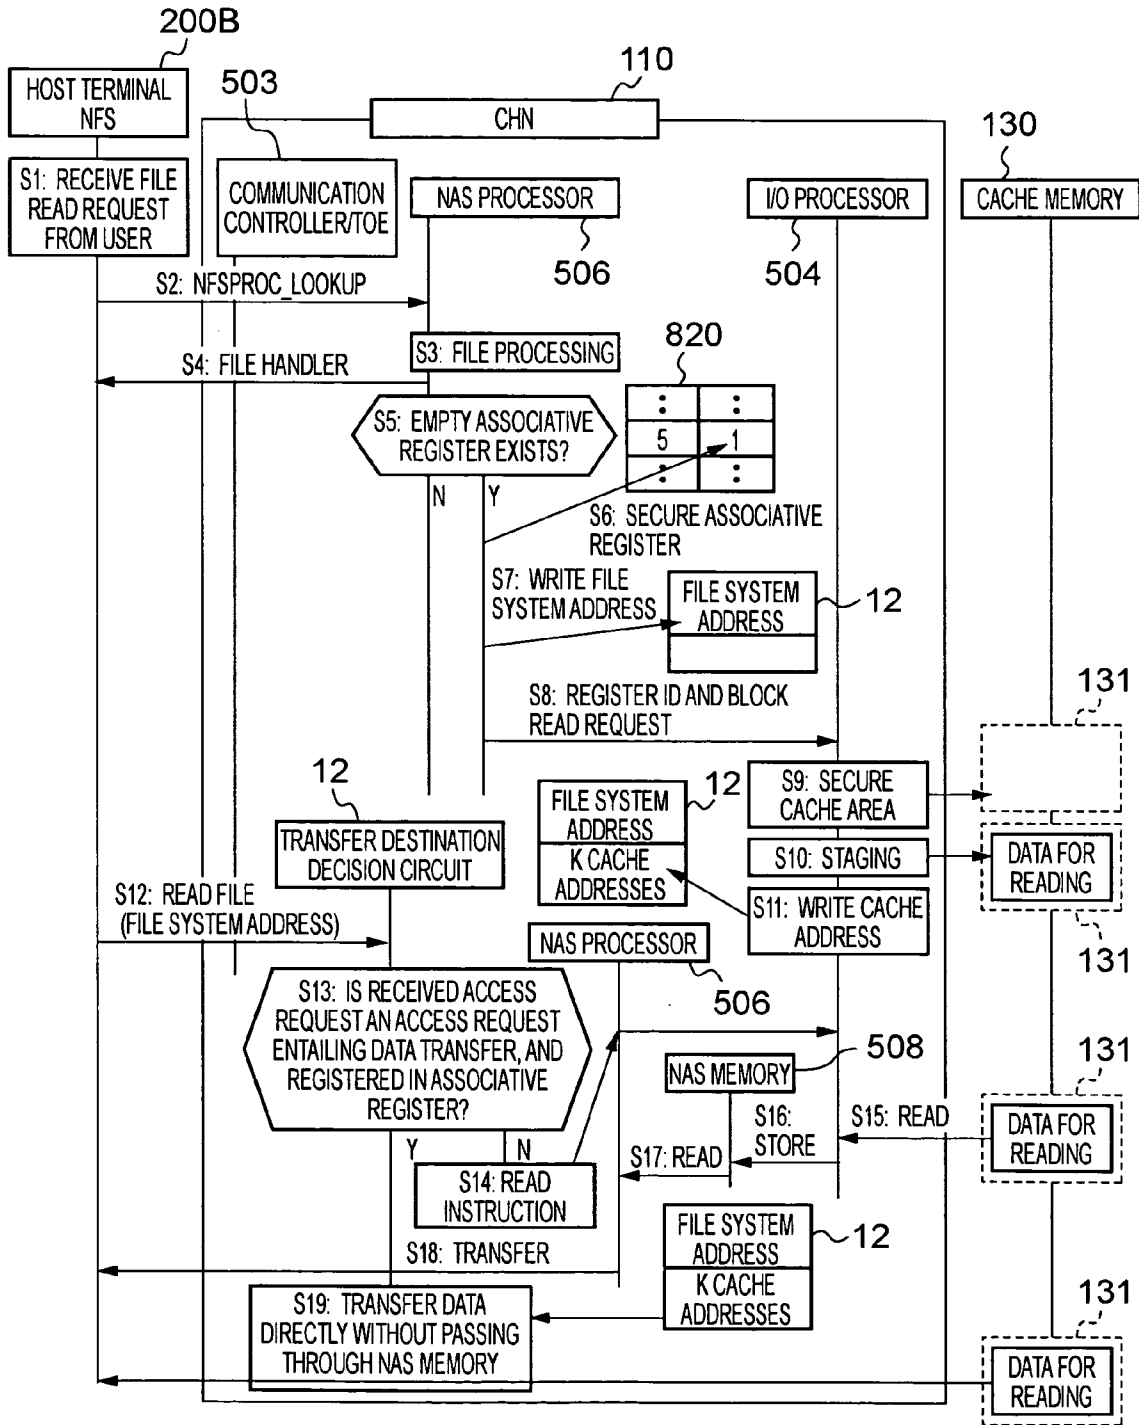 200B
HOST TERMINAL
NFS
503
110
CHN
130
S1: RECEIVE FILE
READ REQUEST
FROM USER
COMMUNICATION
CONTROLLER/TOE
NAS PROCESSOR
506
I/O PROCESSOR
504
CACHE MEMORY
S2: NFSPROC_LOOKUP
S3: FILE PROCESSING
S4: FILE HANDLER
820
S5: EMPTY ASSOCIATIVE
REGISTER EXISTS?
5 1
N Y
S6: SECURE ASSOCIATIVE
REGISTER
S7: WRITE FILE
SYSTEM ADDRESS
FILE SYSTEM
ADDRESS
12
S8: REGISTER ID AND BLOCK
READ REQUEST
131
12
TRANSFER DESTINATION
DECISION CIRCUIT
12
FILE SYSTEM
ADDRESS
K CACHE
ADDRESSES
S9: SECURE
CACHE AREA
S10: STAGING
DATA FOR
READING
131
S11: WRITE CACHE
ADDRESS
S12: READ FILE
(FILE SYSTEM ADDRESS)
NAS PROCESSOR
506
S13: IS RECEIVED ACCESS
REQUEST AN ACCESS REQUEST
ENTAILING DATA TRANSFER, AND
REGISTERED IN ASSOCIATIVE
REGISTER?
Y N
NAS MEMORY
508
131
DATA FOR
READING
S15: READ
S16:
STORE
S17: READ
S14: READ
INSTRUCTION
S18: TRANSFER
FILE SYSTEM
ADDRESS
K CACHE
ADDRESSES
12
S19: TRANSFER DATA
DIRECTLY WITHOUT PASSING
THROUGH NAS MEMORY
131
DATA FOR
READING